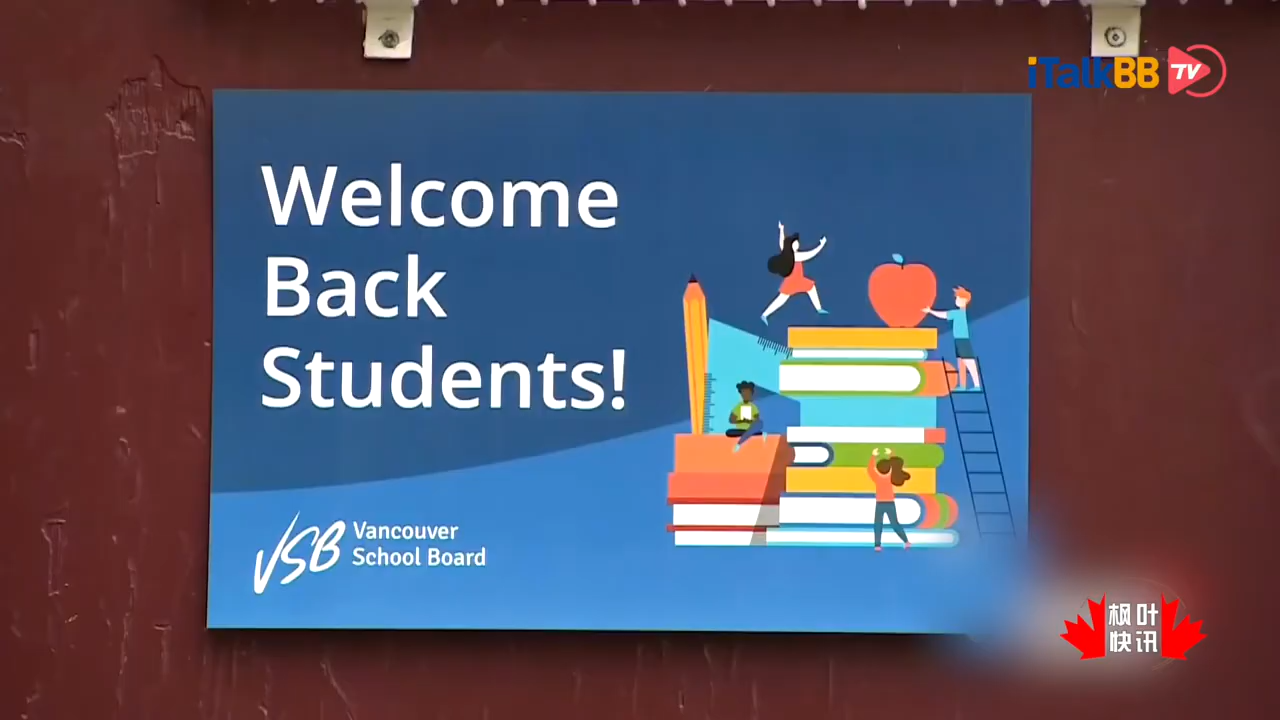 iTalkBB TV
Welcome
Back
Students!
VSB Vancouver
School Board
枫叶
快讯